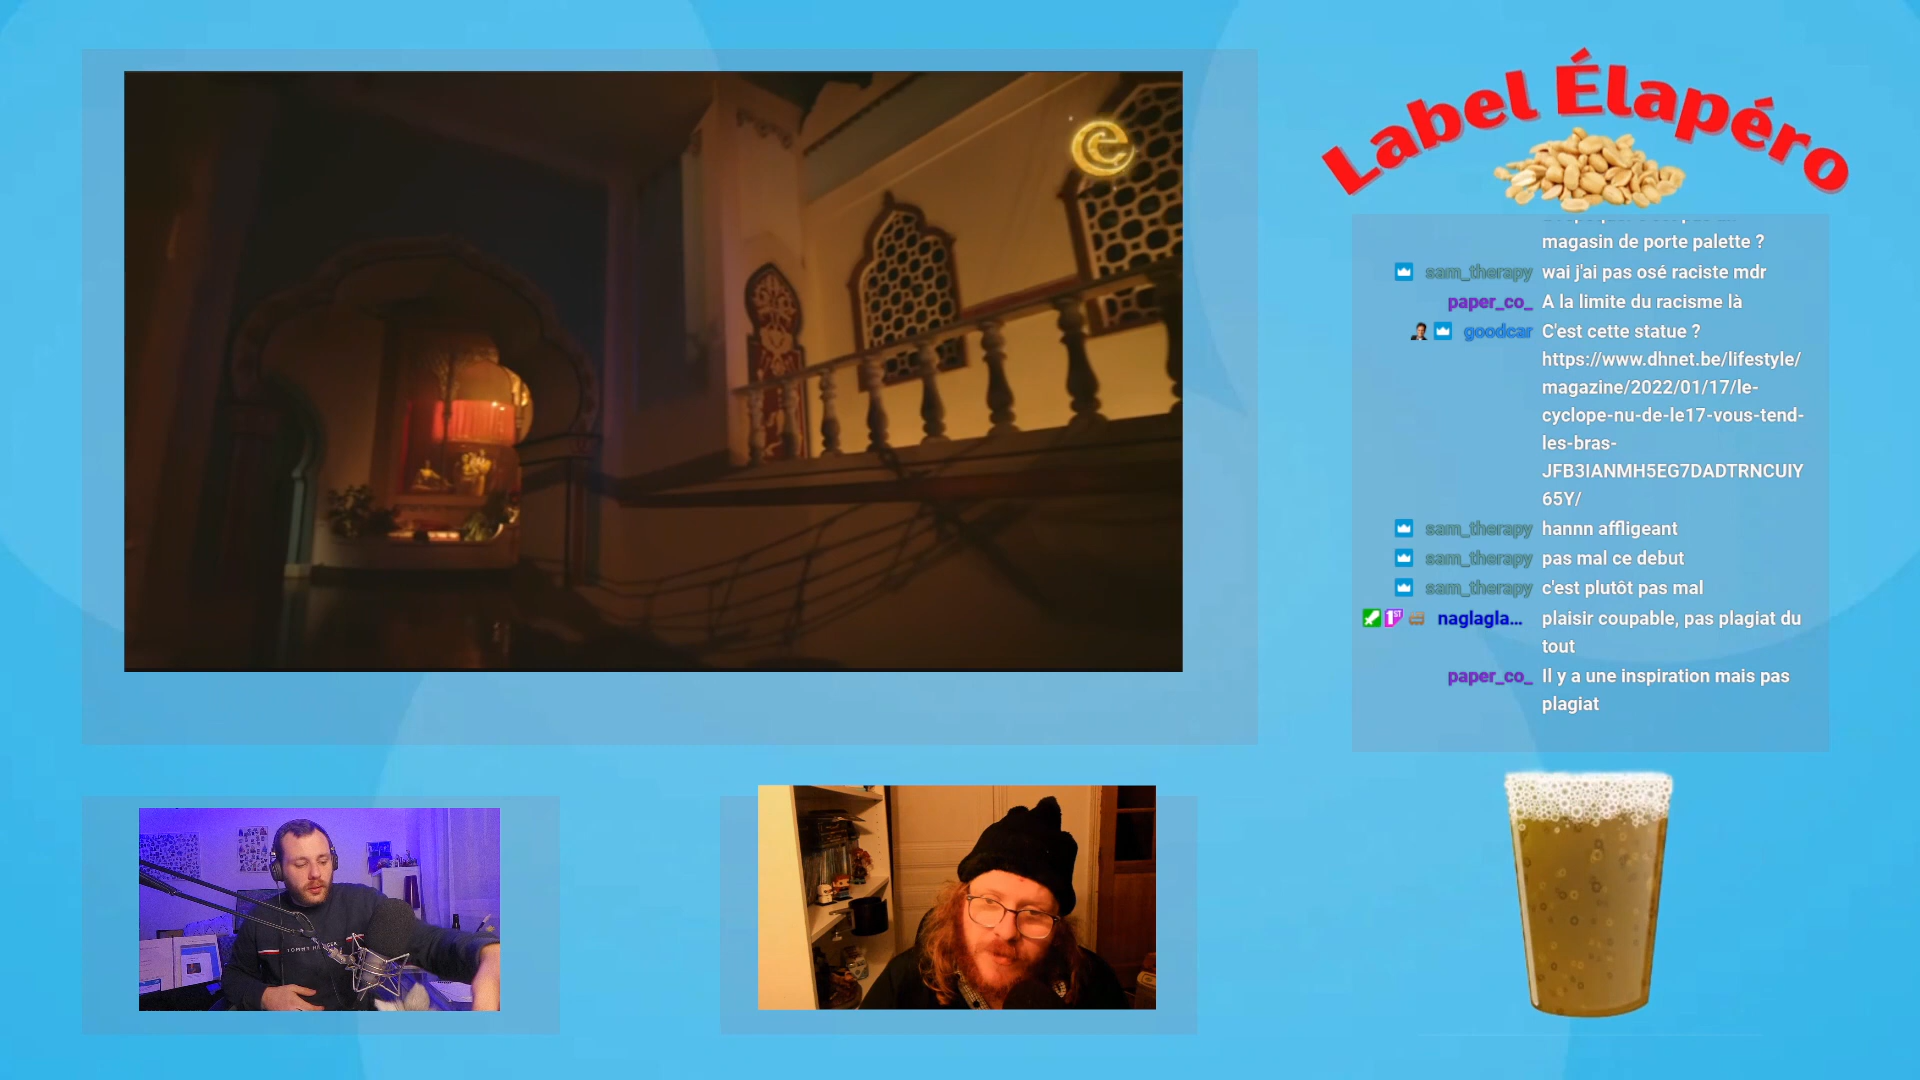 Label Élapéro
magasin de porte palette ?
sam_therapy wai j'ai pas osé raciste mdr
paper_co_ A la limite du racisme là
goodcar C'est cette statue ?
https://www.dhnet.be/lifestyle/
magazine/2022/01/17/le-
cyclope-nu-de-le17-vous-tend-
les-bras-
JFB3IANMH5EG7DADTRNCUIY
65Y/
sam_therapy hannn affligeant
sam_therapy pas mal ce debut
sam_therapy c'est plutôt pas mal
1ST naglagla... plaisir coupable, pas plagiat du
tout
paper_co_ Il y a une inspiration mais pas
plagiat
e